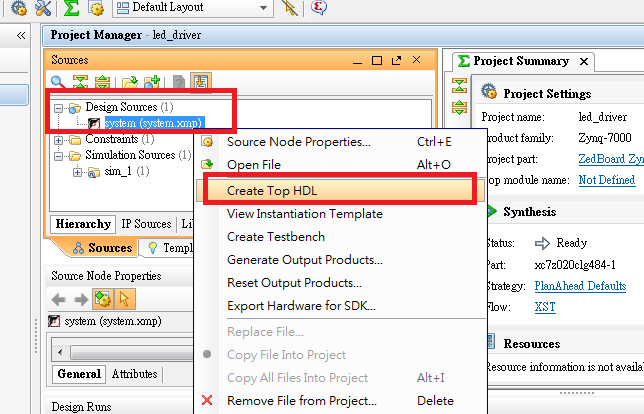 Default Layout
Project Manager - led_driver
Sources
Design Sources (1)
system (system.xmp)
Constraints
Simulation Sources (1)
sim_1 (1)
Hierarchy
IP Sources
Sources
Source Node Properties
system (system.xmp)
General
Attributes
Design Runs
Source Node Properties... Ctrl+E
Open File Alt+O
Create Top HDL
View Instantiation Template
Create Testbench
Generate Output Products...
Reset Output Products...
Export Hardware for SDK...
Replace File...
Copy File Into Project
Copy All Files Into Project Alt+I
Remove File from Project... Delete
Project Summary
Project Settings
Project name: led_driver
Product family: Zynq-7000
Project part: ZedBoard Zyn
op module name: Not Defined
Synthesis
Status: Ready
Part: xc7z020clg484-1
Strategy: PlanAhead Defaults
Flow: XST
Resources
Resource information is not availa